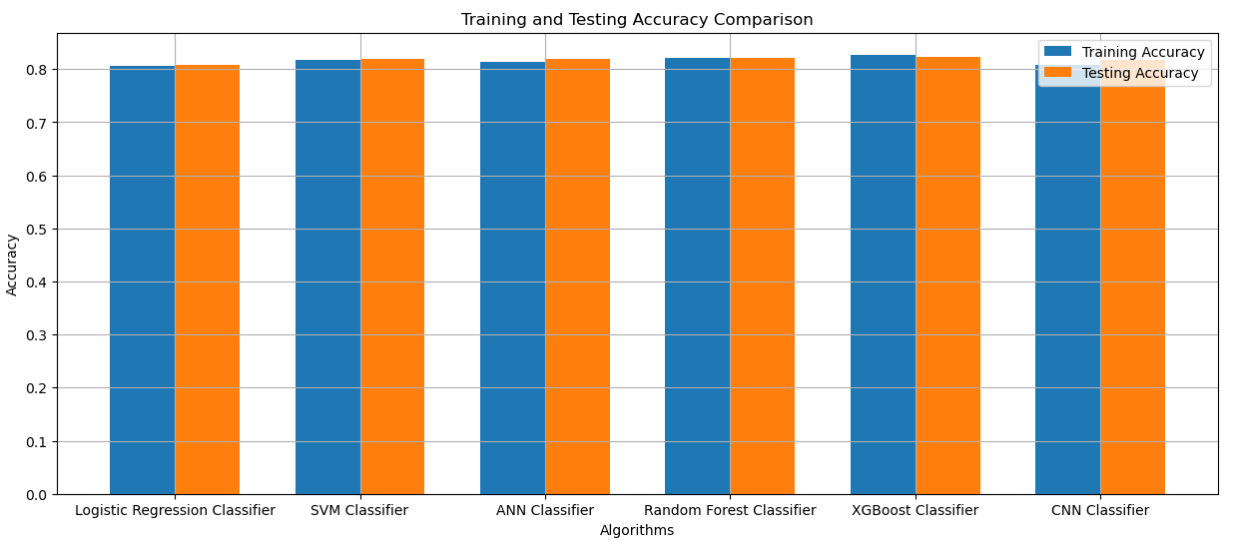 Training and Testing Accuracy Comparison
Training Accuracy
Testing Accuracy
Accuracy
0.8
0.7
0.6
0.5
0.4
0.3
0.2
0.1
0.0
Logistic Regression Classifier
SVM Classifier
ANN Classifier
Random Forest Classifier
XGBoost Classifier
CNN Classifier
Algorithms